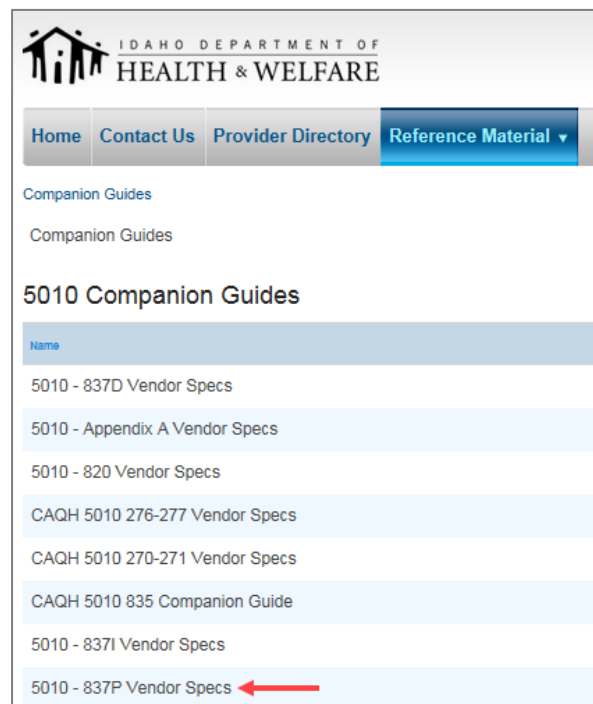 IDAHO DEPARTMENT OF
HEALTH & WELFARE
Home Contact Us Provider Directory Reference Material ▾
Companion Guides
Companion Guides
5010 Companion Guides
Name
5010 - 837D Vendor Specs
5010 - Appendix A Vendor Specs
5010 - 820 Vendor Specs
CAQH 5010 276-277 Vendor Specs
CAQH 5010 270-271 Vendor Specs
CAQH 5010 835 Companion Guide
5010 - 837I Vendor Specs
5010 - 837P Vendor Specs